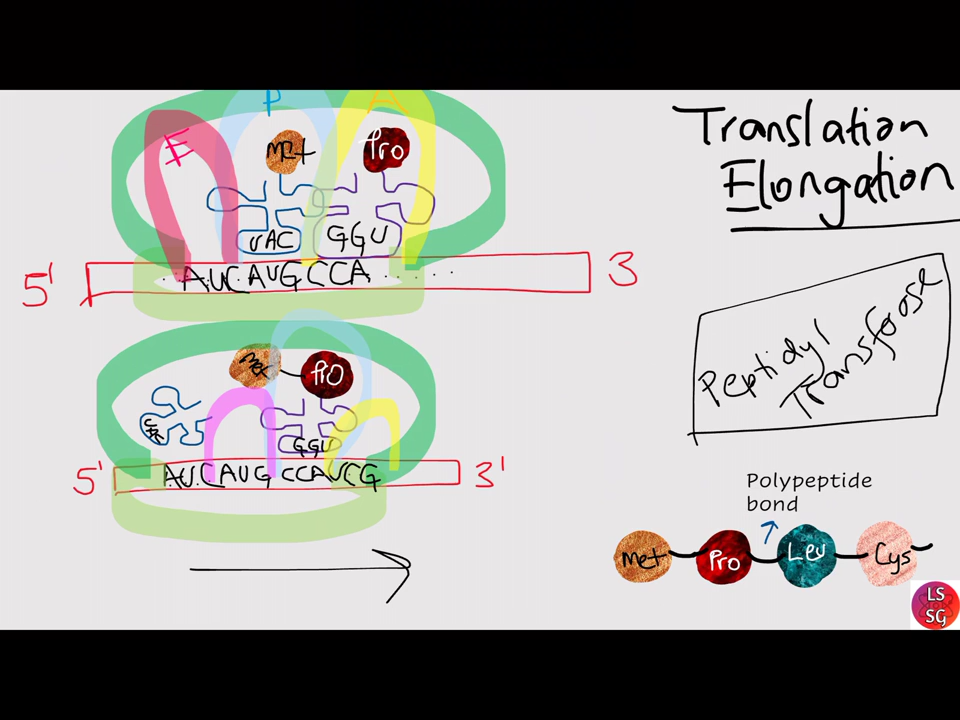 Translation
Elongation
E P A
Met Pro
UAC GGU
5' AUCAUGCCA....... 3
Met PRO
GGU
5' AUCAUGCCAUCG 3'
Peptidyl
Transferase
Polypeptide
bond
Met Pro Leu Cys
LS
SG